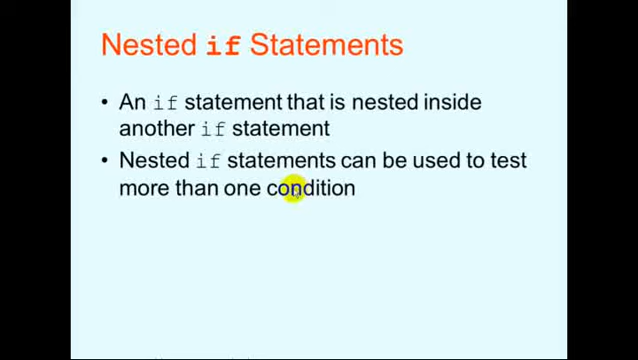 Nested if Statements
• An if statement that is nested inside
another if statement
• Nested if statements can be used to test
more than one condition